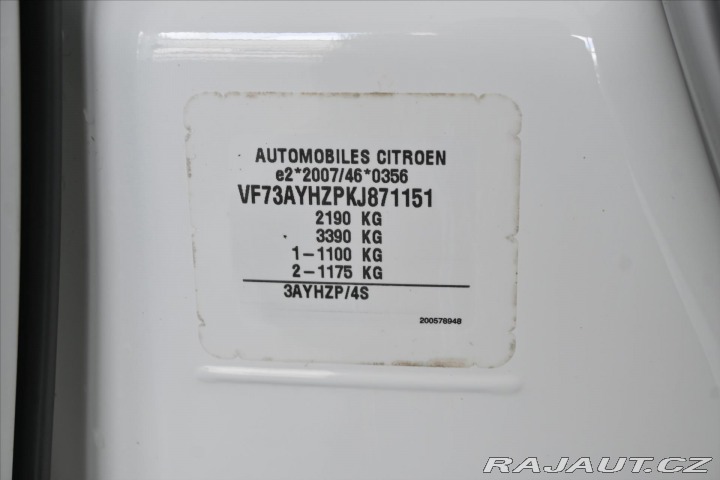 AUTOMOBILES CITROEN
e2*2007/46*0356
VF73AYHZPKJ871151
2190 KG
3390 KG
1-1100 KG
2-1175 KG
3AYHZP/4S
200578948
RAJAUT.CZ